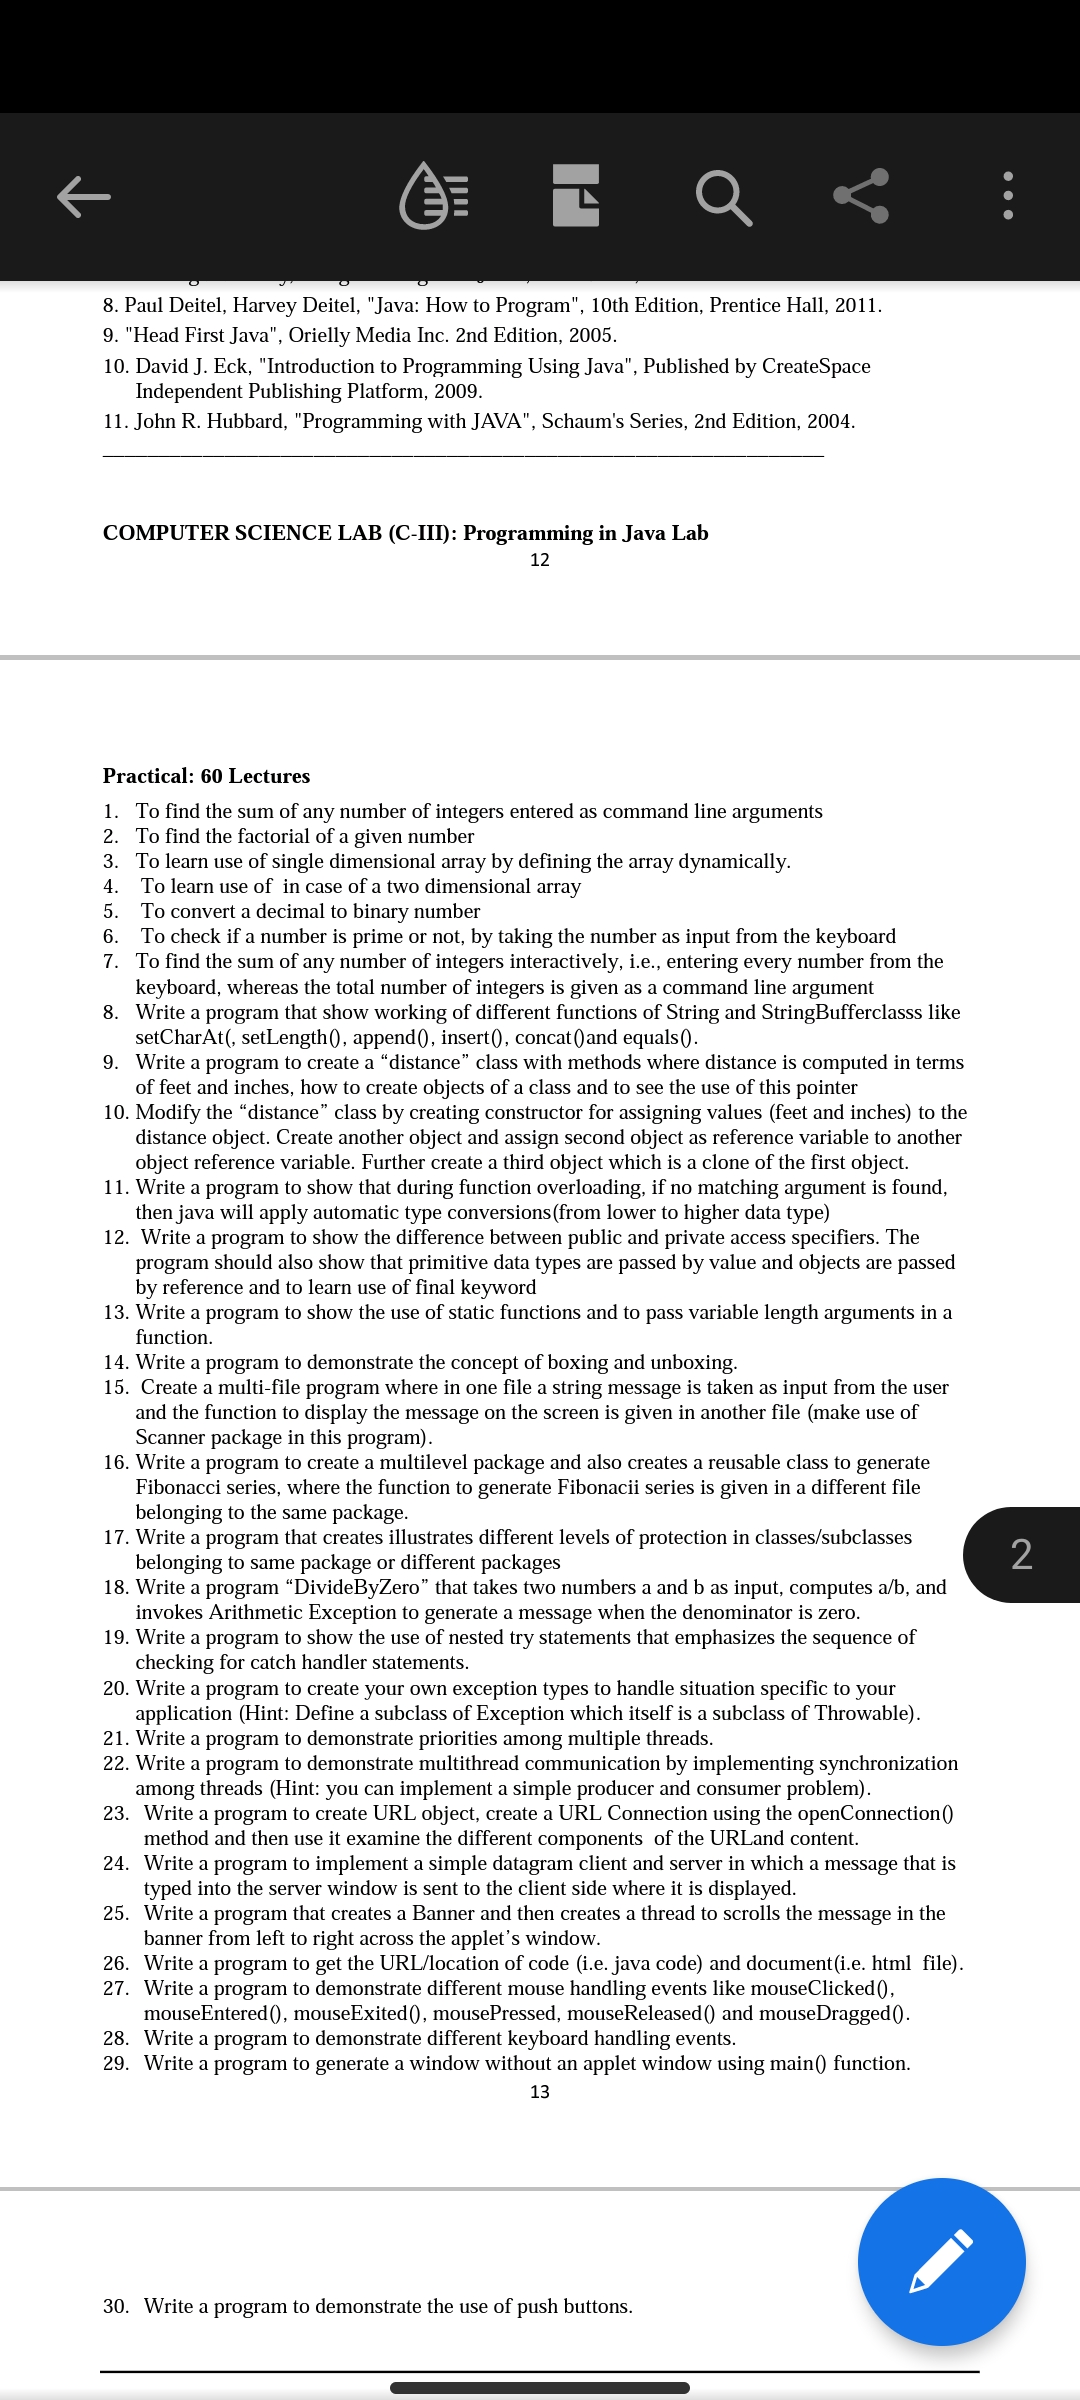 8. Paul Deitel, Harvey Deitel, "Java: How to Program", 10th Edition, Prentice Hall, 2011.
9. "Head First Java", Orielly Media Inc. 2nd Edition, 2005.
10. David J. Eck, "Introduction to Programming Using Java", Published by CreateSpace
Independent Publishing Platform, 2009.
11. John R. Hubbard, "Programming with JAVA", Schaum's Series, 2nd Edition, 2004.
COMPUTER SCIENCE LAB (C-III): Programming in Java Lab
12
Practical: 60 Lectures
1. To find the sum of any number of integers entered as command line arguments
2. To find the factorial of a given number
3. To learn use of single dimensional array by defining the array dynamically.
4. To learn use of  in case of a two dimensional array
5. To convert a decimal to binary number
6. To check if a number is prime or not, by taking the number as input from the keyboard
7. To find the sum of any number of integers interactively, i.e., entering every number from the
keyboard, whereas the total number of integers is given as a command line argument
8. Write a program that show working of different functions of String and StringBufferclasss like
setCharAt(, setLength(), append(), insert(), concat()and equals().
9. Write a program to create a “distance” class with methods where distance is computed in terms
of feet and inches, how to create objects of a class and to see the use of this pointer
10. Modify the “distance” class by creating constructor for assigning values (feet and inches) to the
distance object. Create another object and assign second object as reference variable to another
object reference variable. Further create a third object which is a clone of the first object.
11. Write a program to show that during function overloading, if no matching argument is found,
then java will apply automatic type conversions(from lower to higher data type)
12. Write a program to show the difference between public and private access specifiers. The
program should also show that primitive data types are passed by value and objects are passed
by reference and to learn use of final keyword
13. Write a program to show the use of static functions and to pass variable length arguments in a
function.
14. Write a program to demonstrate the concept of boxing and unboxing.
15. Create a multi-file program where in one file a string message is taken as input from the user
and the function to display the message on the screen is given in another file (make use of
Scanner package in this program).
16. Write a program to create a multilevel package and also creates a reusable class to generate
Fibonacci series, where the function to generate Fibonacii series is given in a different file
belonging to the same package.
17. Write a program that creates illustrates different levels of protection in classes/subclasses
belonging to same package or different packages
2
18. Write a program “DivideByZero” that takes two numbers a and b as input, computes a/b, and
invokes Arithmetic Exception to generate a message when the denominator is zero.
19. Write a program to show the use of nested try statements that emphasizes the sequence of
checking for catch handler statements.
20. Write a program to create your own exception types to handle situation specific to your
application (Hint: Define a subclass of Exception which itself is a subclass of Throwable).
21. Write a program to demonstrate priorities among multiple threads.
22. Write a program to demonstrate multithread communication by implementing synchronization
among threads (Hint: you can implement a simple producer and consumer problem).
23. Write a program to create URL object, create a URL Connection using the openConnection()
method and then use it examine the different components  of the URLand content.
24. Write a program to implement a simple datagram client and server in which a message that is
typed into the server window is sent to the client side where it is displayed.
25. Write a program that creates a Banner and then creates a thread to scrolls the message in the
banner from left to right across the applet’s window.
26. Write a program to get the URL/location of code (i.e. java code) and document(i.e. html  file).
27. Write a program to demonstrate different mouse handling events like mouseClicked(),
mouseEntered(), mouseExited(), mousePressed, mouseReleased() and mouseDragged().
28. Write a program to demonstrate different keyboard handling events.
29. Write a program to generate a window without an applet window using main() function.
13
30. Write a program to demonstrate the use of push buttons.